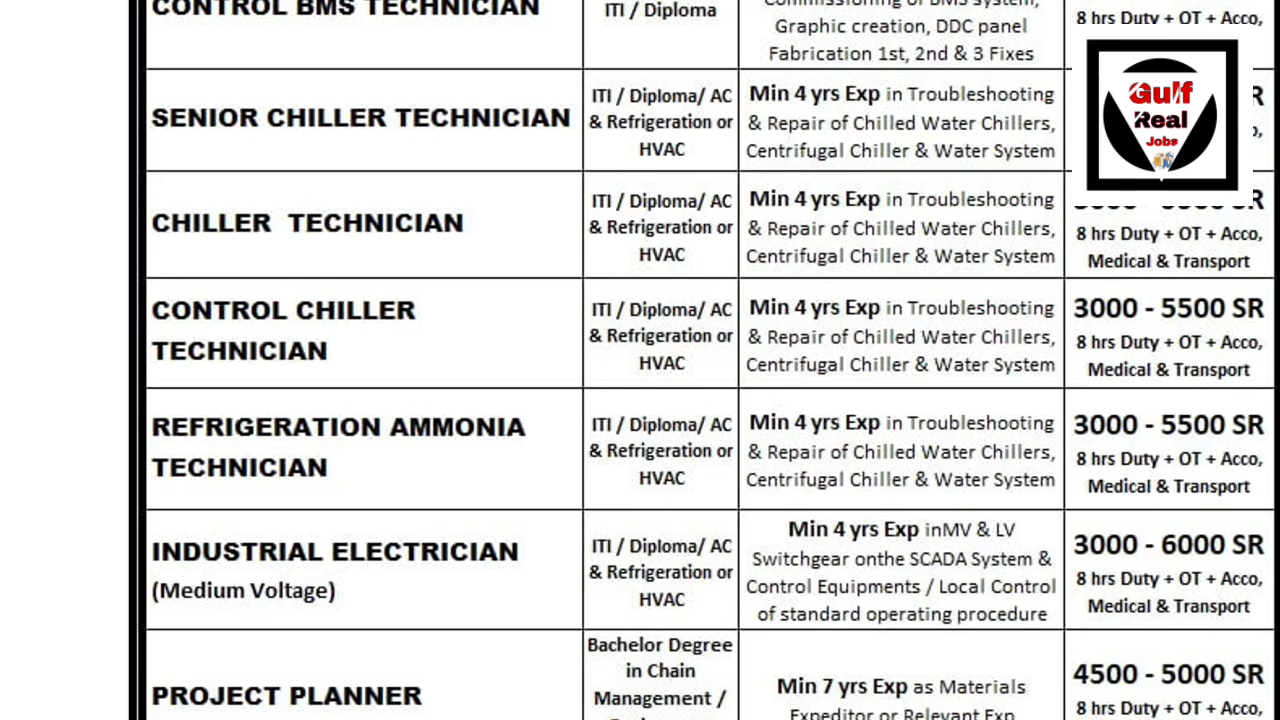 CONTROL BMS TECHNICIAN
ITI / Diploma
Commissioning of BMS system,
Graphic creation, DDC panel
Fabrication 1st, 2nd & 3 Fixes
8 hrs Duty + OT + Acco,
SENIOR CHILLER TECHNICIAN
ITI / Diploma/ AC
& Refrigeration or
HVAC
Min 4 yrs Exp in Troubleshooting
& Repair of Chilled Water Chillers,
Centrifugal Chiller & Water System
Gulf
Real
Jobs
CHILLER TECHNICIAN
ITI / Diploma/ AC
& Refrigeration or
HVAC
Min 4 yrs Exp in Troubleshooting
& Repair of Chilled Water Chillers,
Centrifugal Chiller & Water System
8 hrs Duty + OT + Acco,
Medical & Transport
CONTROL CHILLER
TECHNICIAN
ITI / Diploma/ AC
& Refrigeration or
HVAC
Min 4 yrs Exp in Troubleshooting
& Repair of Chilled Water Chillers,
Centrifugal Chiller & Water System
3000 - 5500 SR
8 hrs Duty + OT + Acco,
Medical & Transport
REFRIGERATION AMMONIA
TECHNICIAN
ITI / Diploma/ AC
& Refrigeration or
HVAC
Min 4 yrs Exp in Troubleshooting
& Repair of Chilled Water Chillers,
Centrifugal Chiller & Water System
3000 - 5500 SR
8 hrs Duty + OT + Acco,
Medical & Transport
INDUSTRIAL ELECTRICIAN
(Medium Voltage)
ITI / Diploma/ AC
& Refrigeration or
HVAC
Min 4 yrs Exp inMV & LV
Switchgear onthe SCADA System &
Control Equipments / Local Control
of standard operating procedure
3000 - 6000 SR
8 hrs Duty + OT + Acco,
Medical & Transport
PROJECT PLANNER
Bachelor Degree
in Chain
Management /
Min 7 yrs Exp as Materials
Expeditor or Relevant Exp
4500 - 5000 SR
8 hrs Duty + OT + Acco,